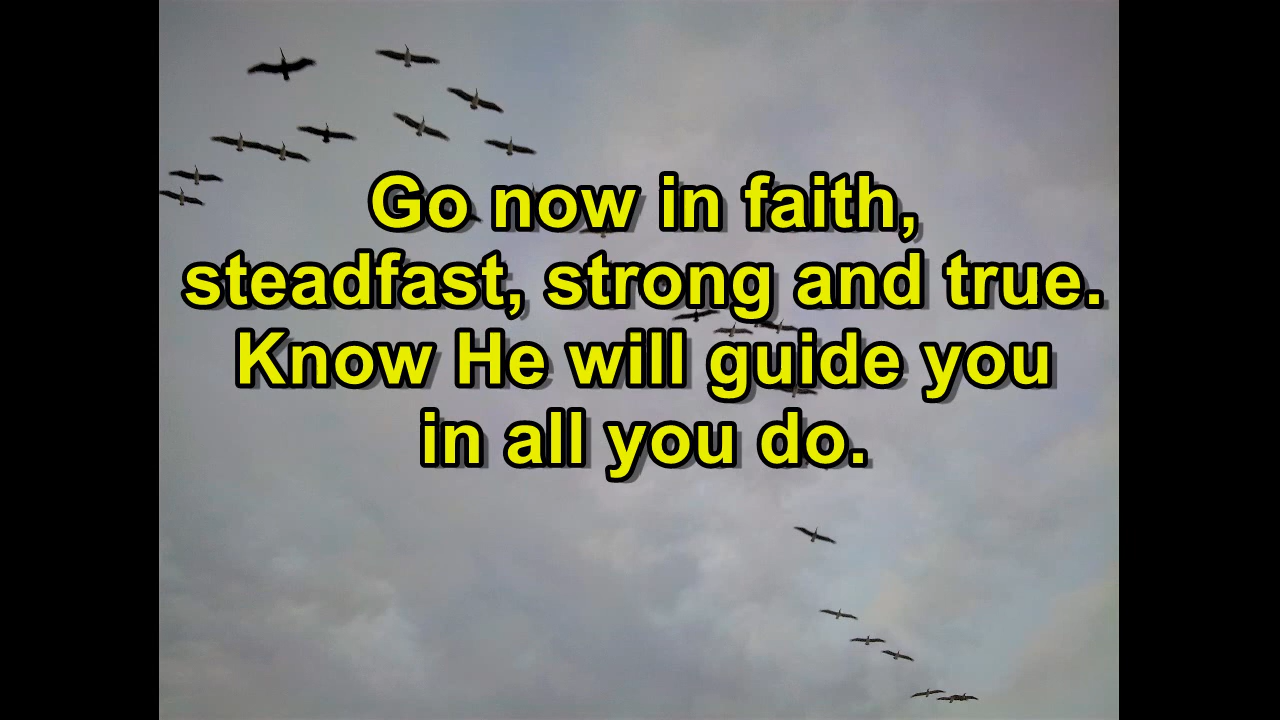 Go now in faith,
steadfast, strong and true.
Know He will guide you
in all you do.